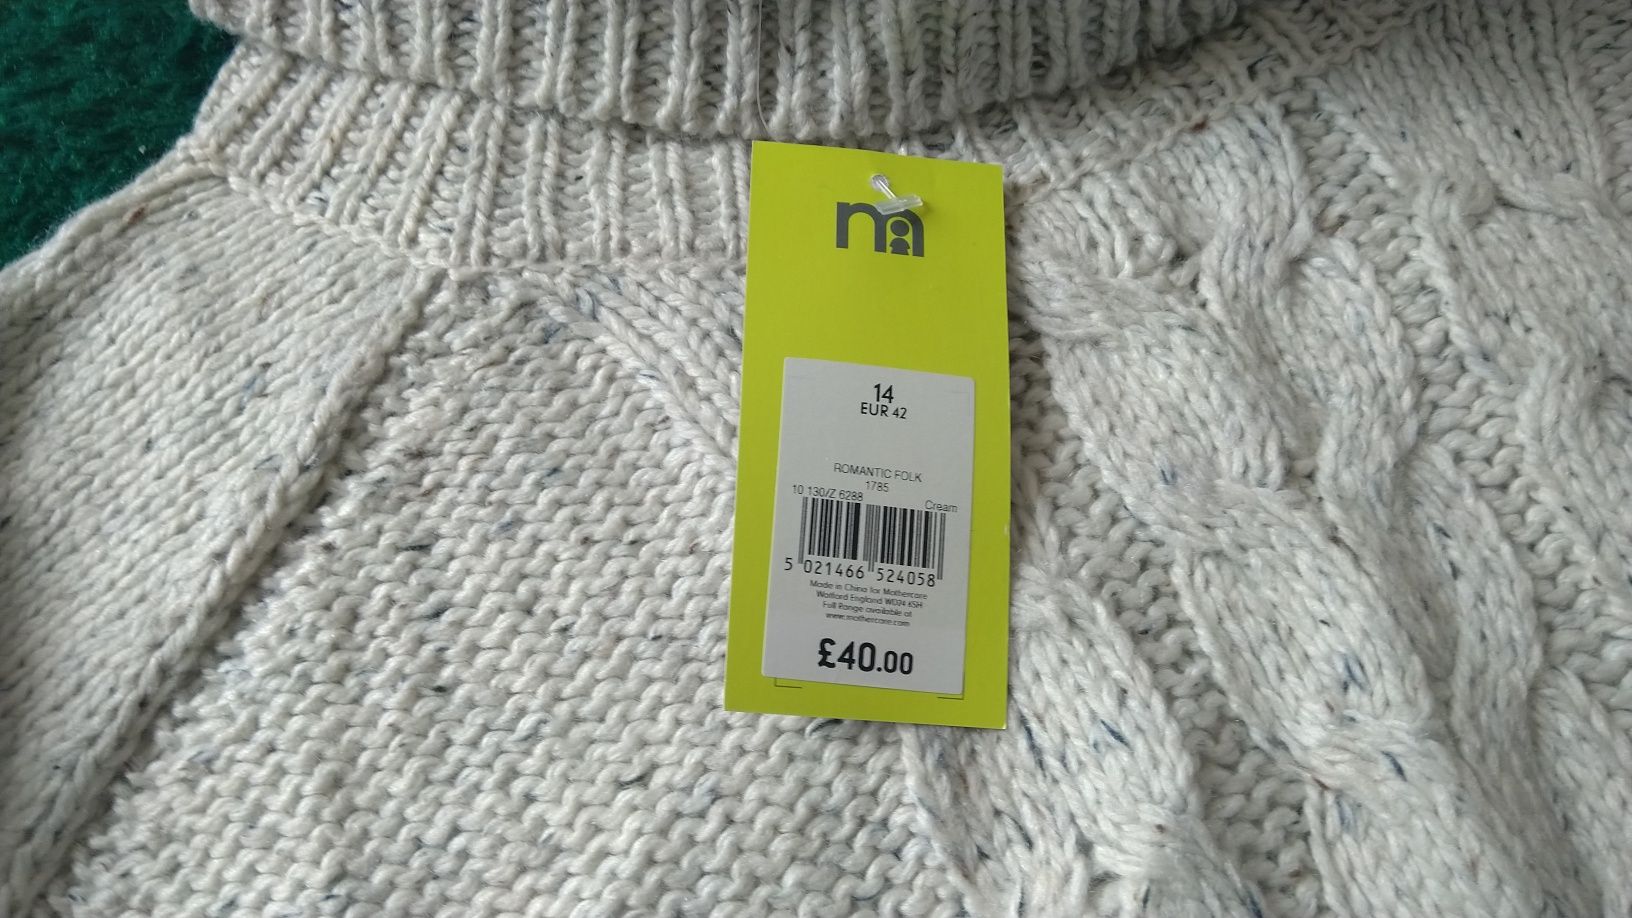 m
14
EUR 42
ROMANTIC FOLK
1785
10 130/Z 6288
Cream
5 021466 524058
Made in China for Mothercare
Watford England WD24 6SH
Full Range available at
www.mothercare.com
£40.00